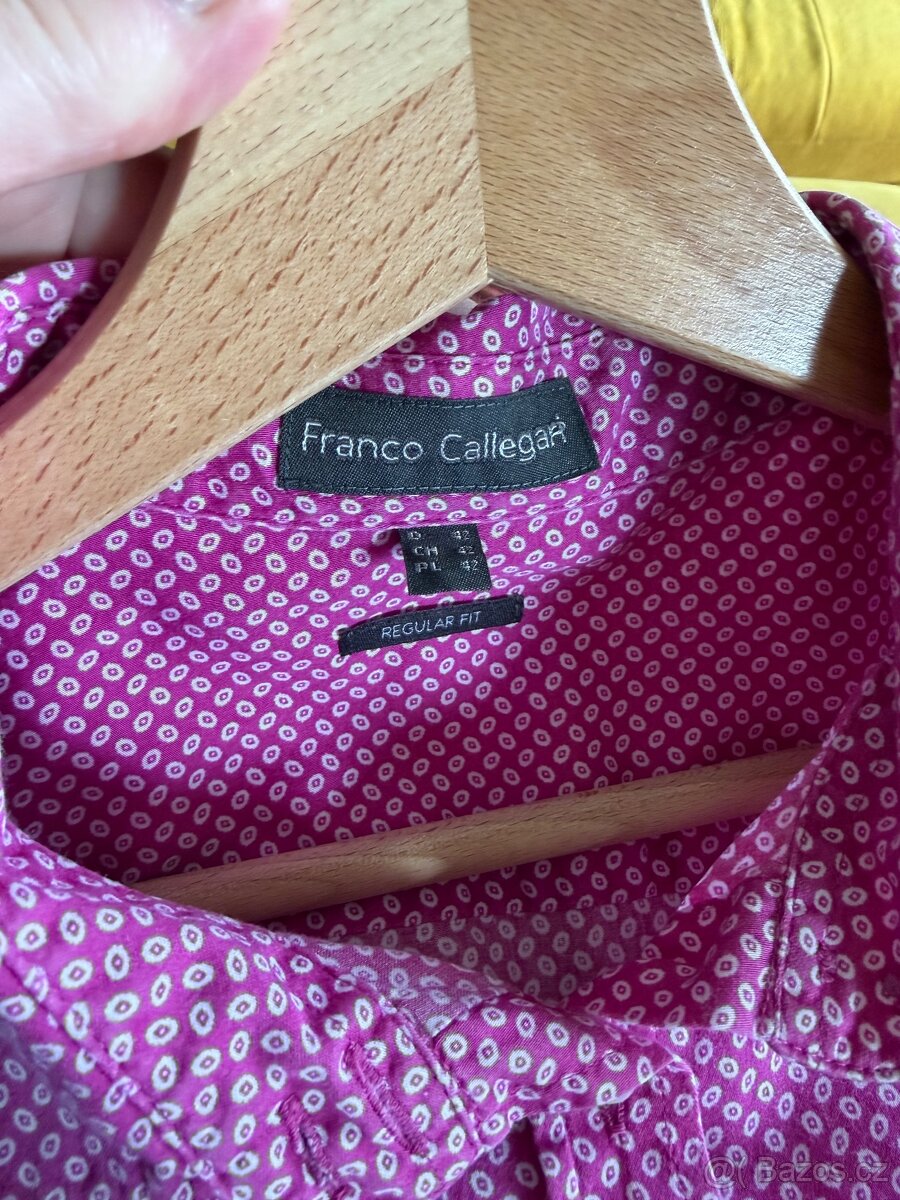 Franco Callegari
D 42
CH 42
PL 42
REGULAR FIT
Bazos.cz